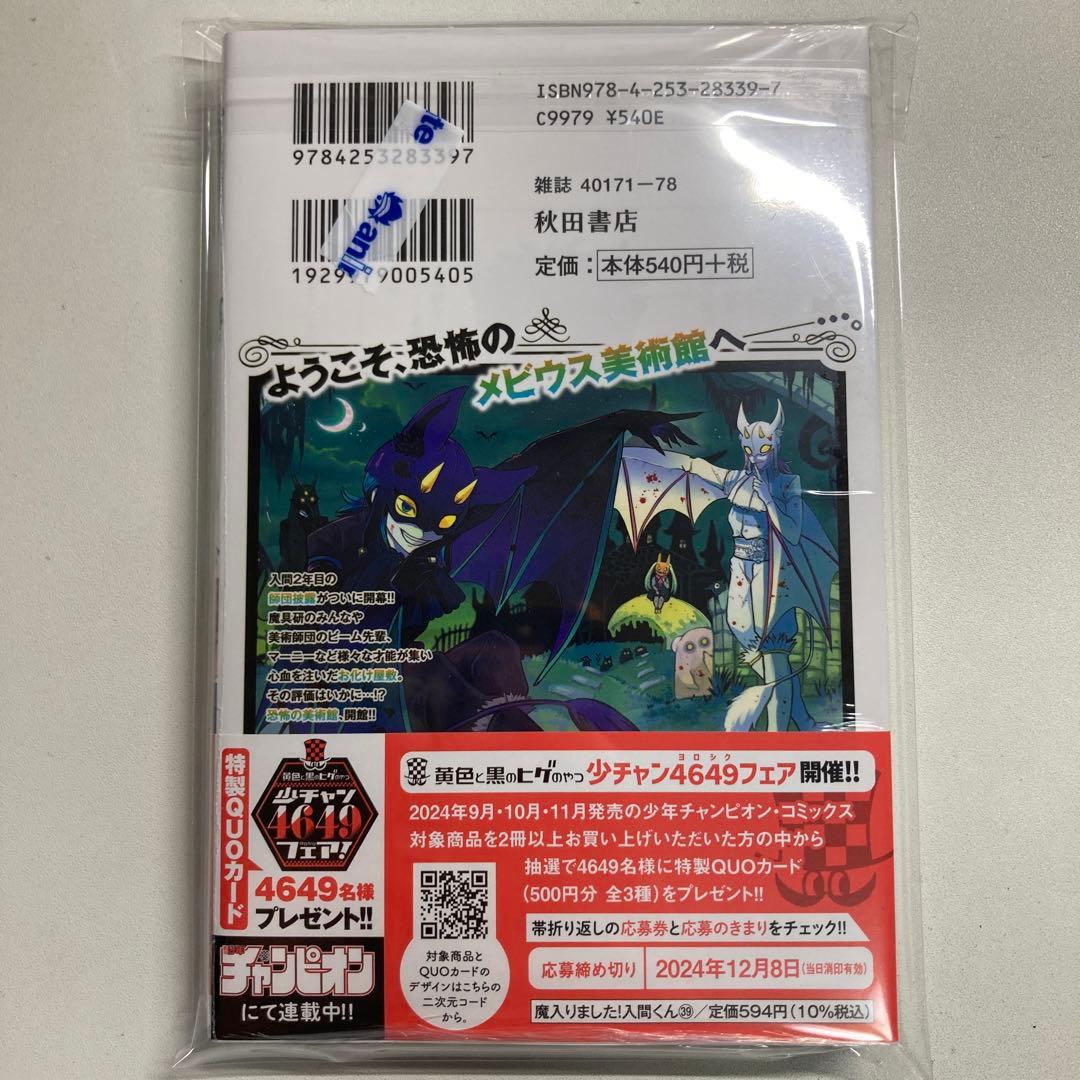 ISBN978-4-253-28339-7
C9979 ¥540E
9784253283397
雑誌 40171-78
秋田書店
定価：本体540円+税
ようこそ、恐怖の
メビウス美術館へ
入間2年目の
師団披露がついに開幕!!
魔具研のみんなや
美術師団のビーム先輩、
マーニーなど様々な才能が集い
心血を注いだお化け屋敷。
その評価はいかに…!?
恐怖の美術館、開館!!
特製QUOカード
黄色と黒のヒゲのやつ
少チャン
4649
フェア!
4649名様
プレゼント!!
少年チャンピオン
にて連載中!!
ヨロシク
黄色と黒のヒゲのやつ 少チャン4649フェア開催!!
2024年9月・10月・11月発売の少年チャンピオン・コミックス
対象商品を2冊以上お買い上げいただいた方の中から
抽選で4649名様に特製QUOカード
(500円分 全3種)をプレゼント!!
対象商品と
QUOカードの
デザインはこちらの
二次元コード
から。
帯折り返しの応募券と応募のきまりをチェック!!
応募締め切り 2024年12月8日(当日消印有効)
魔入りました!入間くん㊴/定価594円(10%税込)